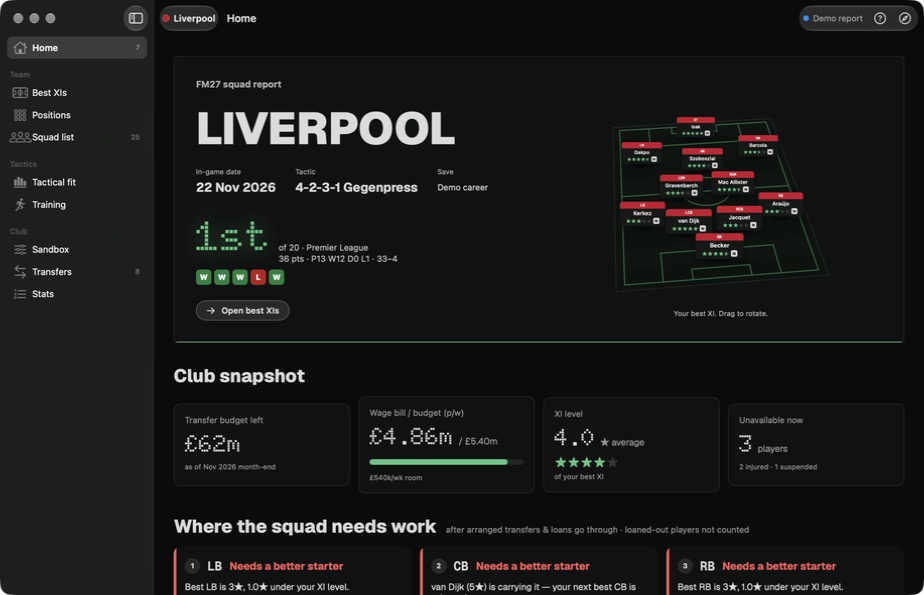 Liverpool
Home
Demo report
Home 7
Team
Best XIs
Positions
Squad list 25
Tactics
Tactical fit
Training
Club
Sandbox
Transfers 8
Stats
FM27 squad report
LIVERPOOL
In-game date
22 Nov 2026
Tactic
4-2-3-1 Gegenpress
Save
Demo career
1st
of 20 · Premier League
36 pts · P13 W12 D0 L1 · 33–4
W W W L W
→ Open best XIs
Isak
Gakpo
Szoboszlai
Barcola
Gravenberch
Mac Allister
Kerkez
van Dijk
Jacquet
Araújo
Becker
Your best XI. Drag to rotate.
Club snapshot
Transfer budget left
£62m
as of Nov 2026 month-end
Wage bill / budget (p/w)
£4.86m / £5.40m
£540k/wk room
XI level
4.0 ★ average
★★★★★
of your best XI
Unavailable now
3 players
2 injured · 1 suspended
Where the squad needs work
after arranged transfers & loans go through · loaned-out players not counted
1 LB Needs a better starter
Best LB is 3★, 1.0★ under your XI level.
2 CB Needs a better starter
van Dijk (5★) is carrying it — your next best CB is
3 RB Needs a better starter
Best RB is 3★, 1.0★ under your XI level.